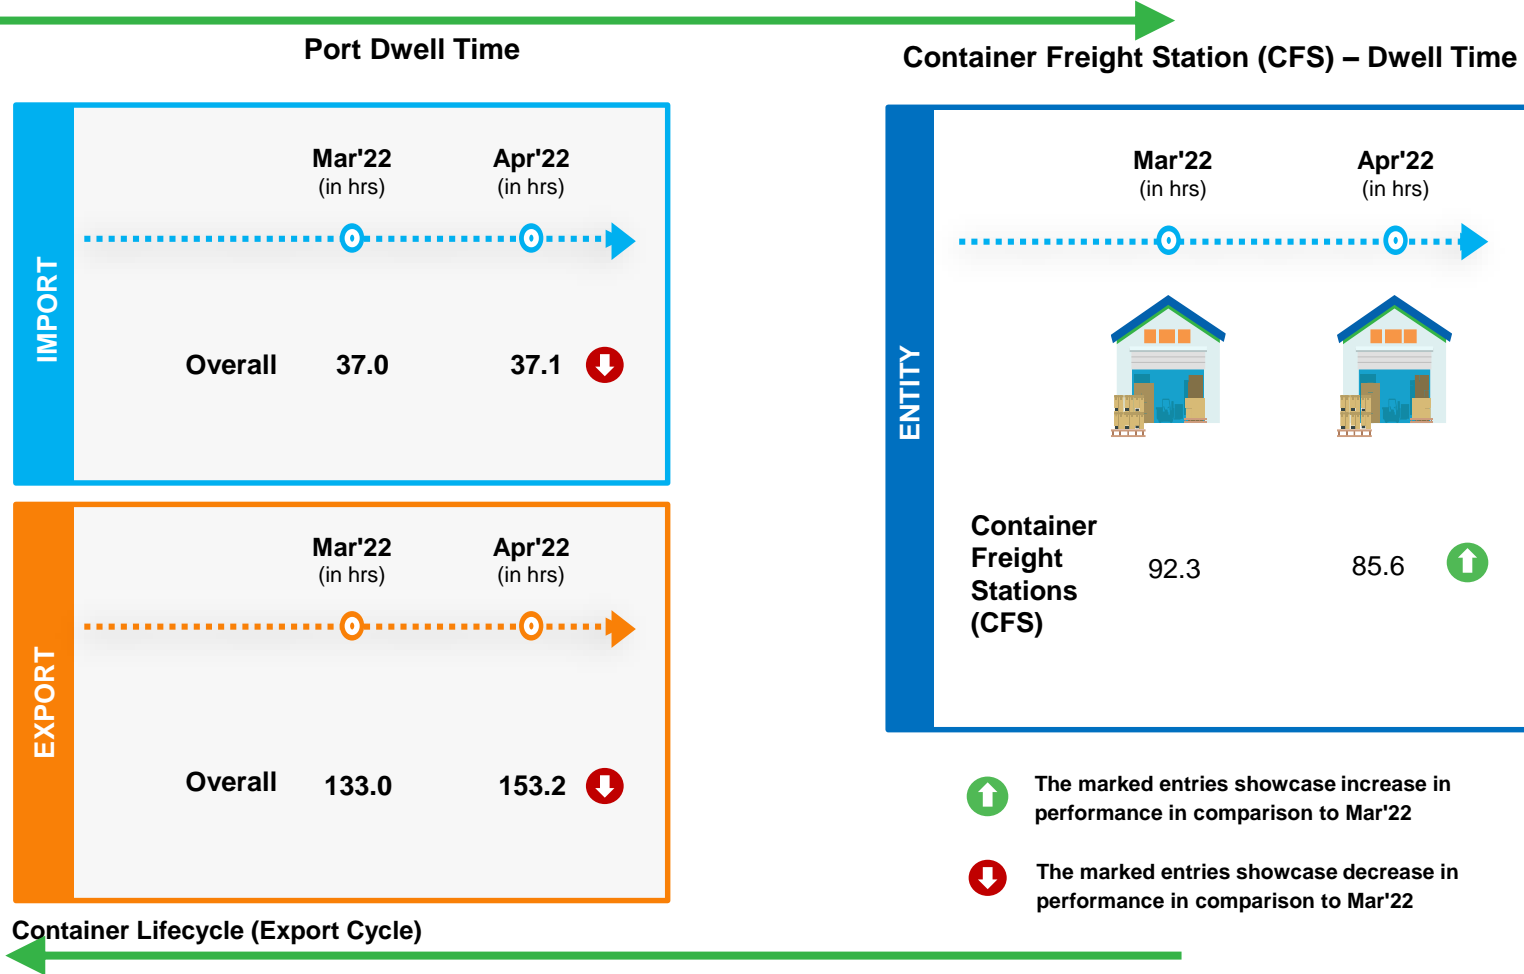 Port Dwell Time
Container Freight Station (CFS) – Dwell Time
IMPORT
Mar'22
(in hrs)
Apr'22
(in hrs)
Overall 37.0 37.1
EXPORT
Mar'22
(in hrs)
Apr'22
(in hrs)
Overall 133.0 153.2
ENTITY
Mar'22
(in hrs)
Apr'22
(in hrs)
Container
Freight
Stations
(CFS)
92.3 85.6
The marked entries showcase increase in
performance in comparison to Mar'22
The marked entries showcase decrease in
performance in comparison to Mar'22
Container Lifecycle (Export Cycle)